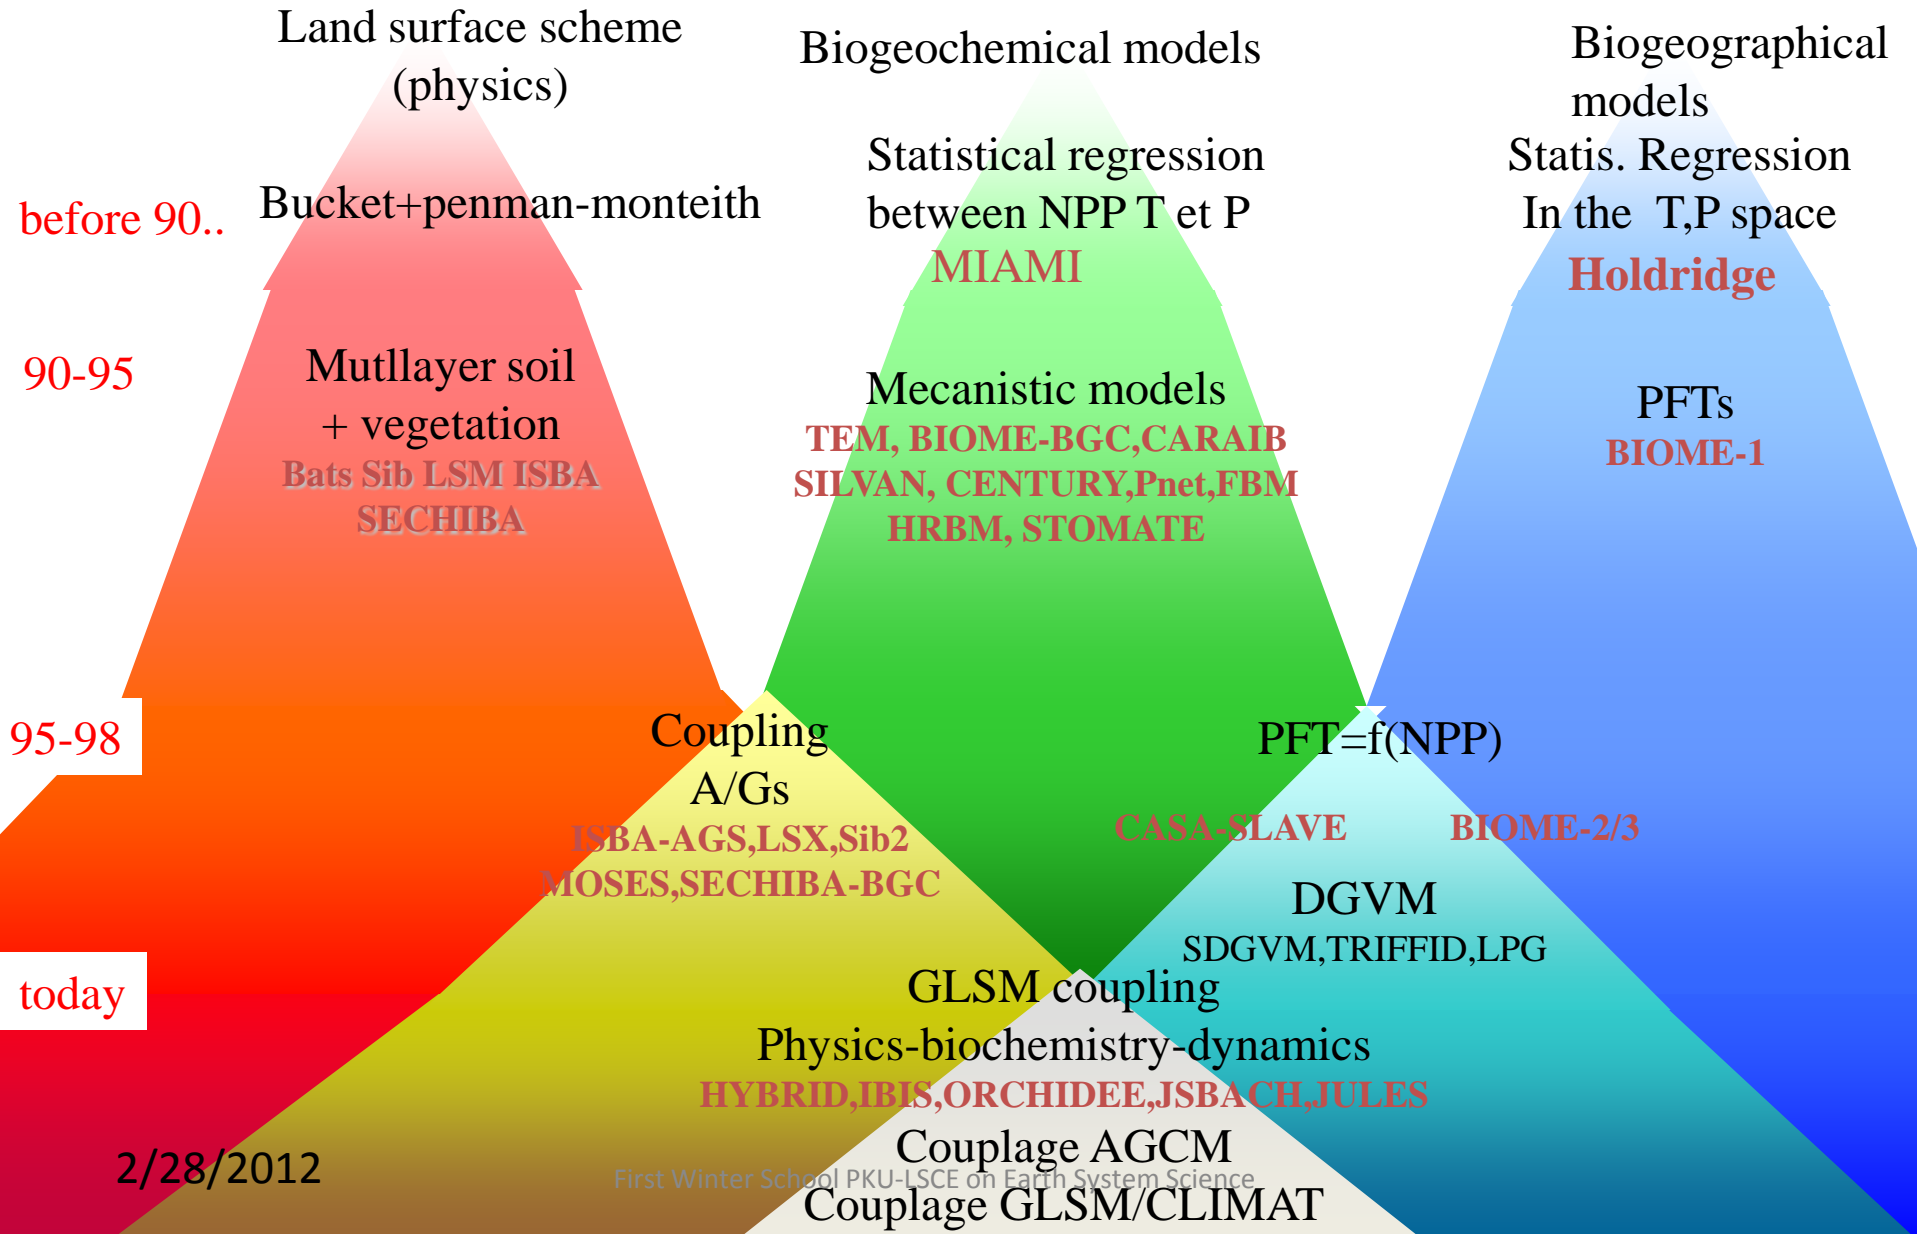 Land surface scheme
(physics)
Biogeochemical models
Biogeographical
models
before 90..
Bucket+penman-monteith
Statistical regression
between NPP T et P
MIAMI
Statis. Regression
In the T,P space
Holdridge
90-95
Mutllayer soil
+ vegetation
Bats Sib LSM ISBA
SECHIBA
Mecanistic models
TEM, BIOME-BGC,CARAIB
SILVAN, CENTURY,Pnet,FBM
HRBM, STOMATE
PFTs
BIOME-1
95-98
Coupling
A/Gs
ISBA-AGS,LSX,Sib2
MOSES,SECHIBA-BGC
PFT=f(NPP)
CASA-SLAVE
BIOME-2/3
DGVM
SDGVM,TRIFFID,LPG
today
GLSM coupling
Physics-biochemistry-dynamics
HYBRID,IBIS,ORCHIDEE,JSBACH,JULES
Couplage AGCM
Couplage GLSM/CLIMAT
2/28/2012
First Winter School PKU-LSCE on Earth System Science